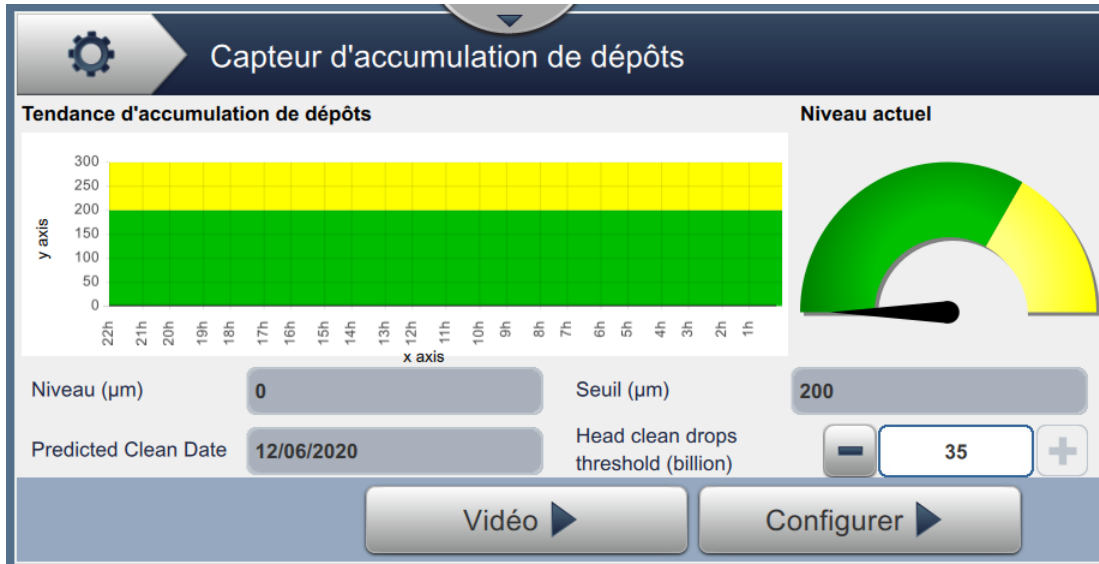 Capteur d'accumulation de dépôts
Tendance d'accumulation de dépôts
Niveau actuel
300
250
200
150
100
50
0
y axis
22h 21h 20h 19h 18h 17h 16h 15h 14h 13h 12h 11h 10h 9h 8h 7h 6h 5h 4h 3h 2h 1h
x axis
Niveau (µm) 0
Seuil (µm) 200
Predicted Clean Date 12/06/2020
Head clean drops
threshold (billion)
35
Vidéo
Configurer